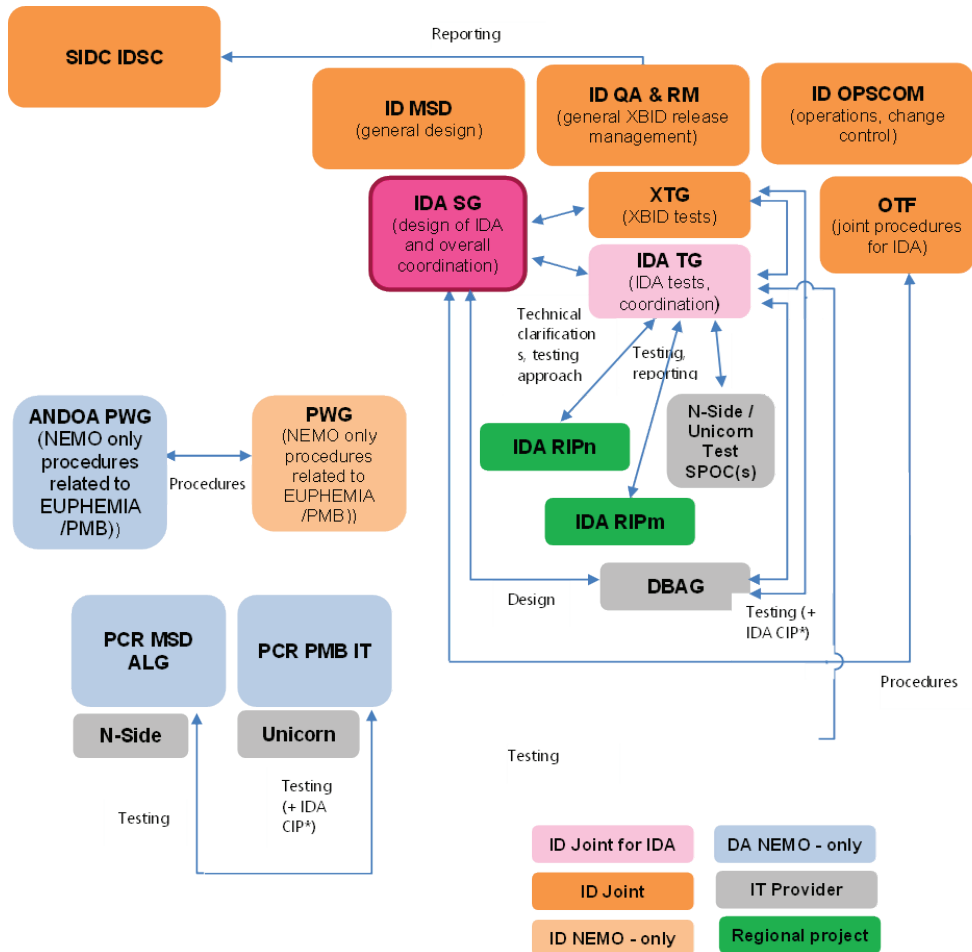 Reporting
SIDC IDSC
ID MSD
(general design)
ID QA & RM
(general XBID release
management)
ID OPSCOM
(operations, change
control)
IDA SG
(design of IDA
and overall
coordination)
XTG
(XBID tests)
OTF
(joint procedures
for IDA)
IDA TG
(IDA tests,
coordination)
Technical
clarification
s, testing
approach
Testing,
reporting
ANDOA PWG
(NEMO only
procedures
related to
EUPHEMIA
/PMB))
Procedures
PWG
(NEMO only
procedures
related to
EUPHEMIA
/PMB))
IDA RIPn
N-Side /
Unicorn
Test
SPOC(s)
IDA RIPm
Design
DBAG
Testing (+
IDA CIP*)
PCR MSD
ALG
PCR PMB IT
Procedures
N-Side
Unicorn
Testing
Testing
Testing
(+ IDA
CIP*)
ID Joint for IDA
DA NEMO - only
ID Joint
IT Provider
ID NEMO - only
Regional project